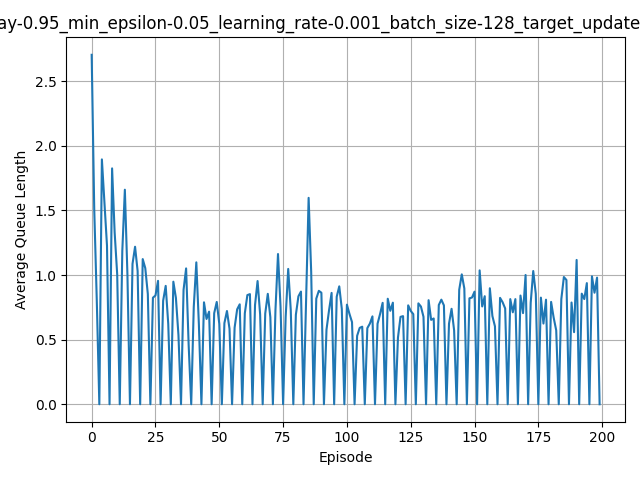 ay-0.95_min_epsilon-0.05_learning_rate-0.001_batch_size-128_target_update
2.5
2.0
1.5
1.0
0.5
0.0
Average Queue Length
0 25 50 75 100 125 150 175 200
Episode